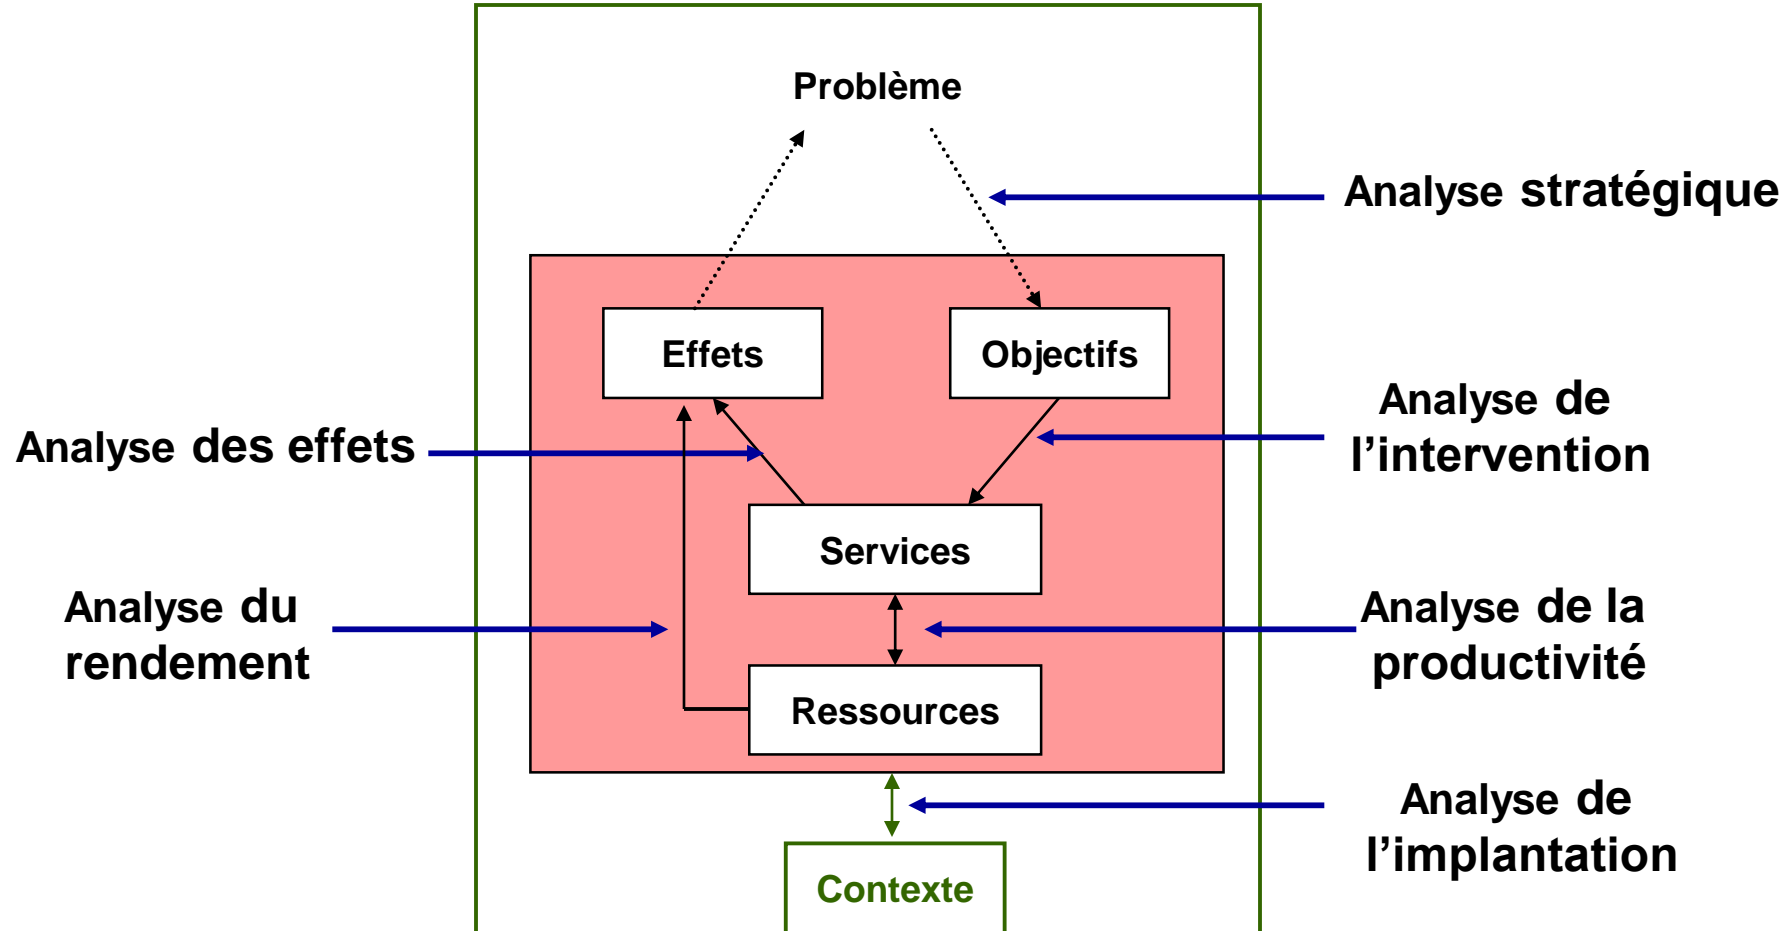 Problème
Analyse stratégique
Effets
Objectifs
Analyse de
l’intervention
Analyse des effets
Services
Analyse du
rendement
Analyse de la
productivité
Ressources
Analyse de
l’implantation
Contexte